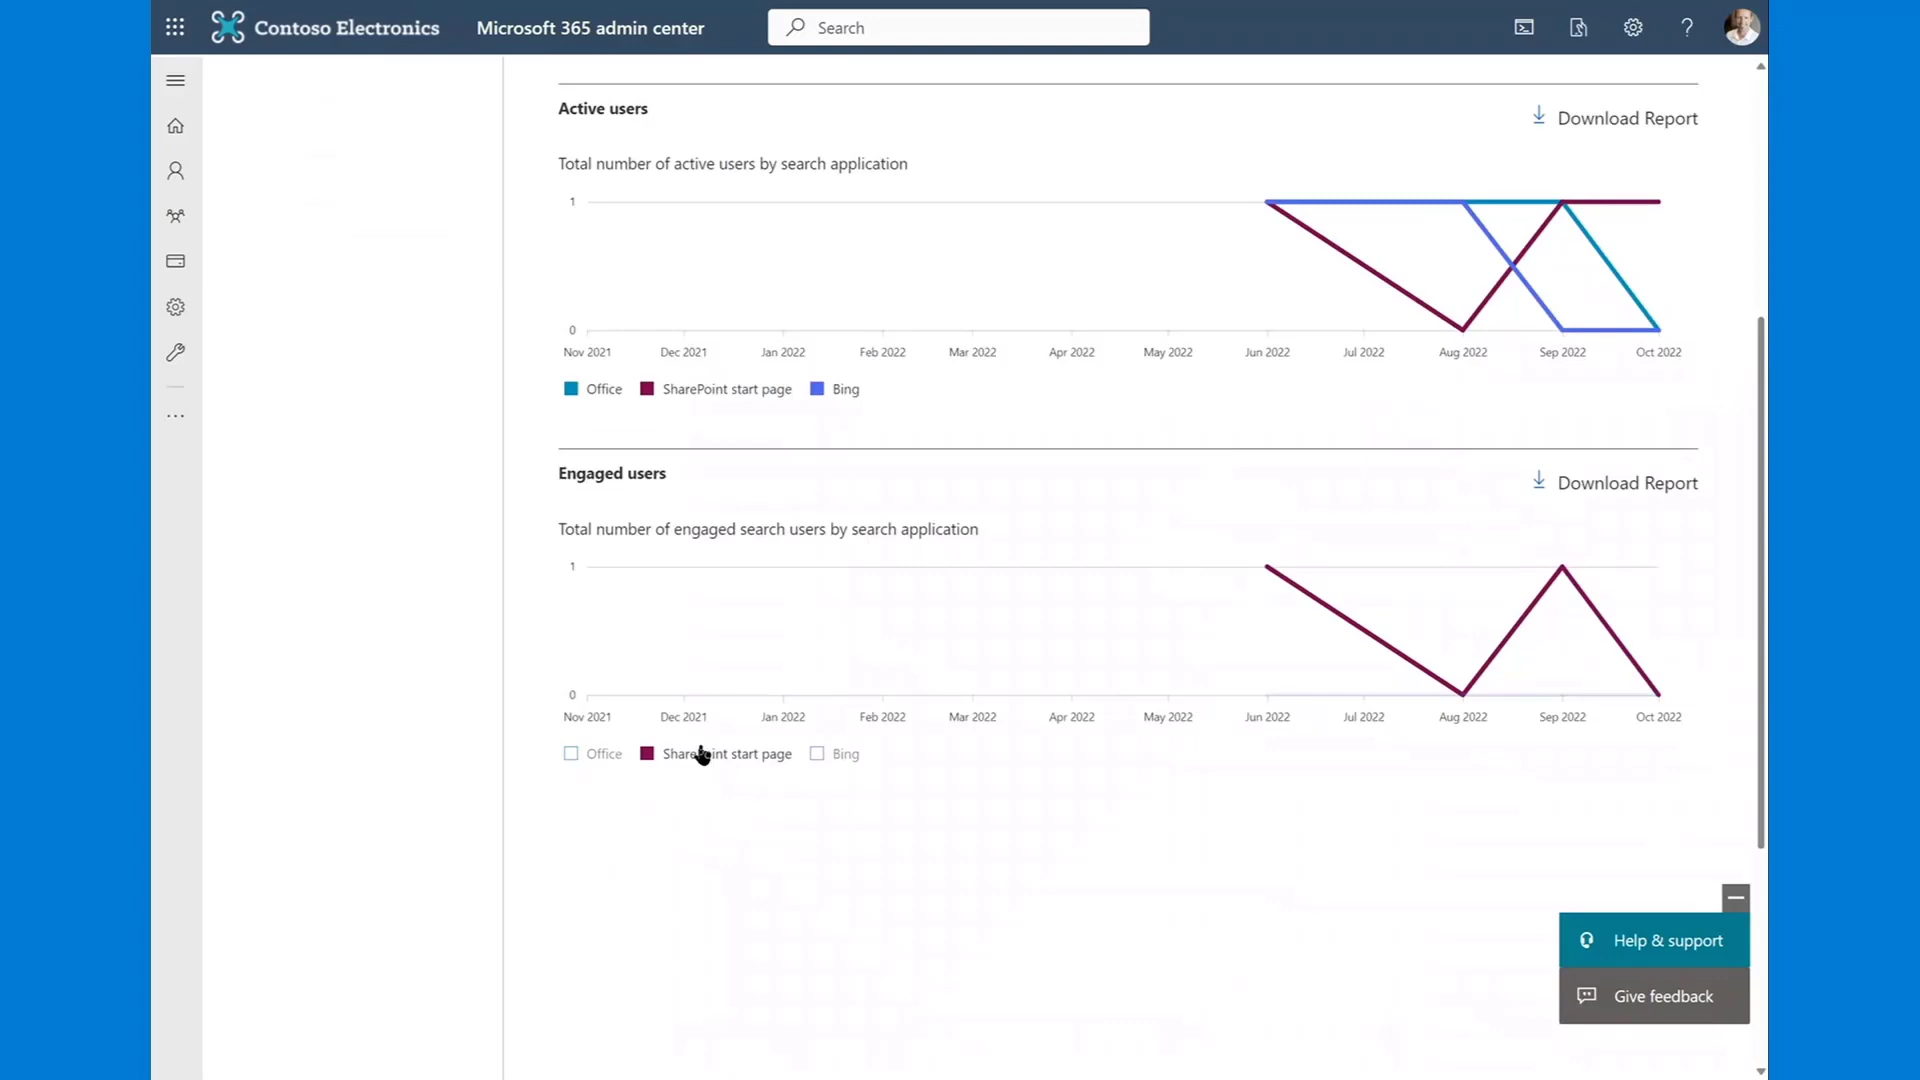 Contoso Electronics Microsoft 365 admin center Search
Active users
Download Report
Total number of active users by search application
1
0
Nov 2021 Dec 2021 Jan 2022 Feb 2022 Mar 2022 Apr 2022 May 2022 Jun 2022 Jul 2022 Aug 2022 Sep 2022 Oct 2022
Office SharePoint start page Bing
Engaged users
Download Report
Total number of engaged search users by search application
1
0
Nov 2021 Dec 2021 Jan 2022 Feb 2022 Mar 2022 Apr 2022 May 2022 Jun 2022 Jul 2022 Aug 2022 Sep 2022 Oct 2022
Office SharePoint start page Bing
Help & support
Give feedback